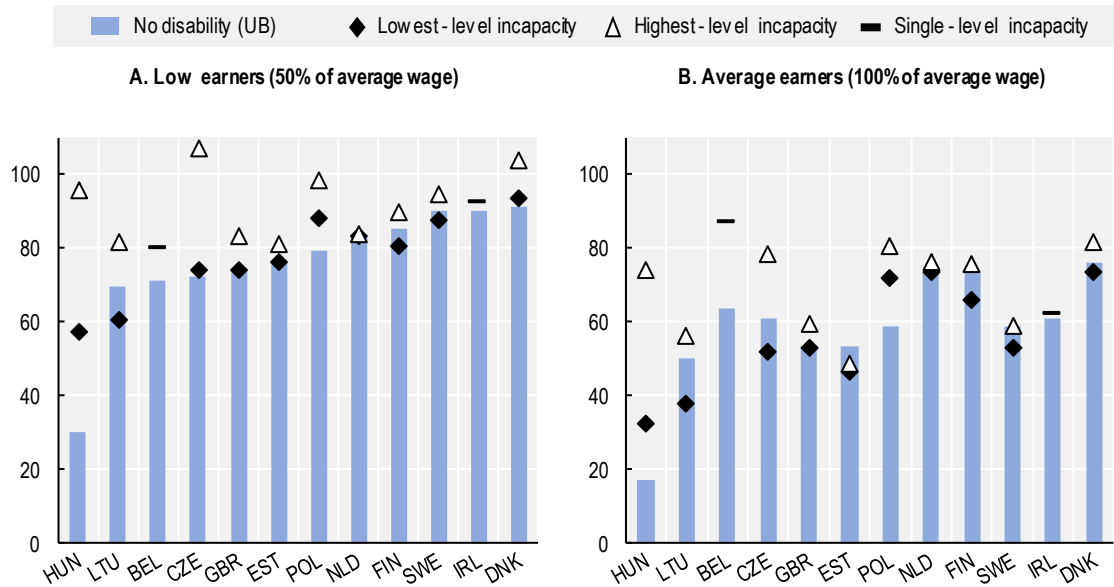 No disability (UB) Lowest-level incapacity Highest-level incapacity Single-level incapacity
A. Low earners (50% of average wage)
B. Average earners (100% of average wage)
100
80
60
40
20
0
HUN LTU BEL CZE GBR EST POL NLD FIN SWE IRL DNK
100
80
60
40
20
0
HUN LTU BEL CZE GBR EST POL NLD FIN SWE IRL DNK